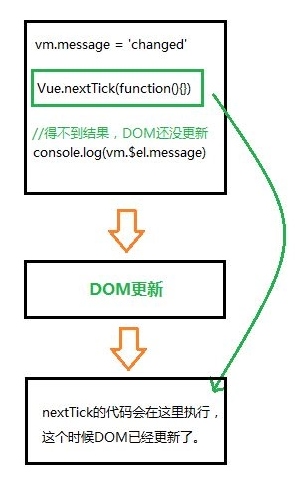 vm.message = 'changed'
Vue.nextTick(function(){})
//得不到结果，DOM还没更新
console.log(vm.$el.message)
DOM更新
nextTick的代码会在这里执行，
这个时候DOM已经更新了。